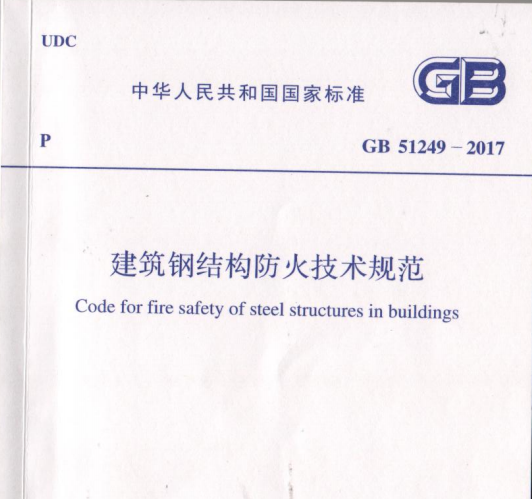 UDC
GB
中华人民共和国国家标准
P
GB 51249－2017
建筑钢结构防火技术规范
Code for fire safety of steel structures in buildings